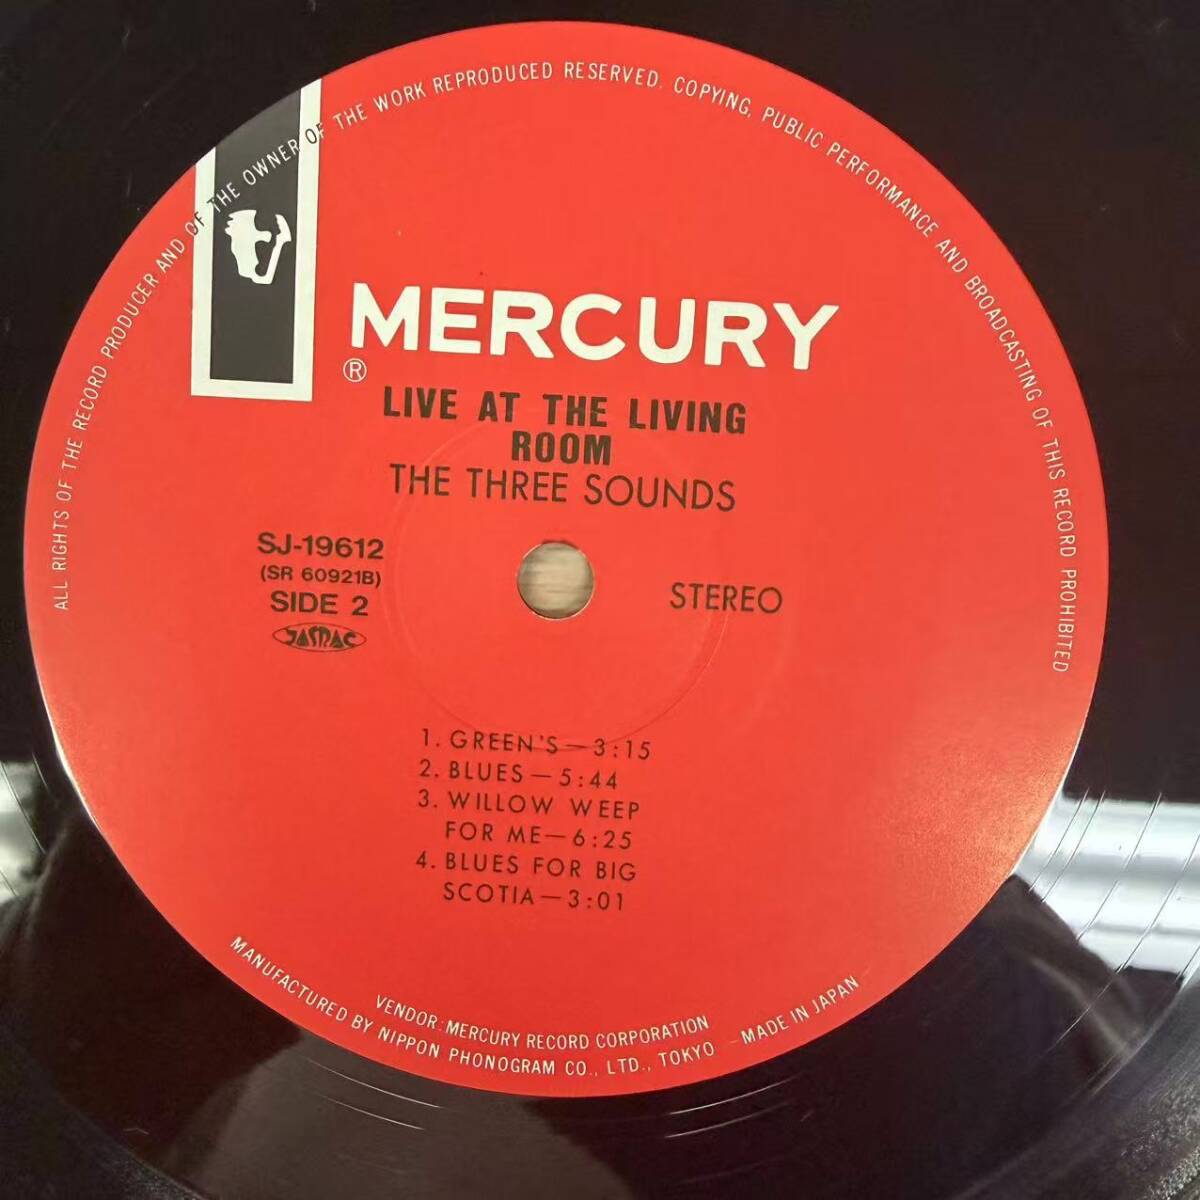 ALL RIGHTS OF THE RECORD PRODUCER AND OF THE OWNER OF THE WORK REPRODUCED RESERVED. COPYING, PUBLIC PERFORMANCE AND BROADCASTING OF THIS RECORD PROHIBITED
MERCURY
®
LIVE AT THE LIVING
ROOM
THE THREE SOUNDS
SJ-19612
(SR 60921B)
SIDE 2
JASRAC
STEREO
1. GREEN'S—3:15
2. BLUES—5:44
3. WILLOW WEEP
FOR ME—6:25
4. BLUES FOR BIG
SCOTIA—3:01
VENDOR: MERCURY RECORD CORPORATION
MANUFACTURED BY NIPPON PHONOGRAM CO., LTD., TOKYO MADE IN JAPAN